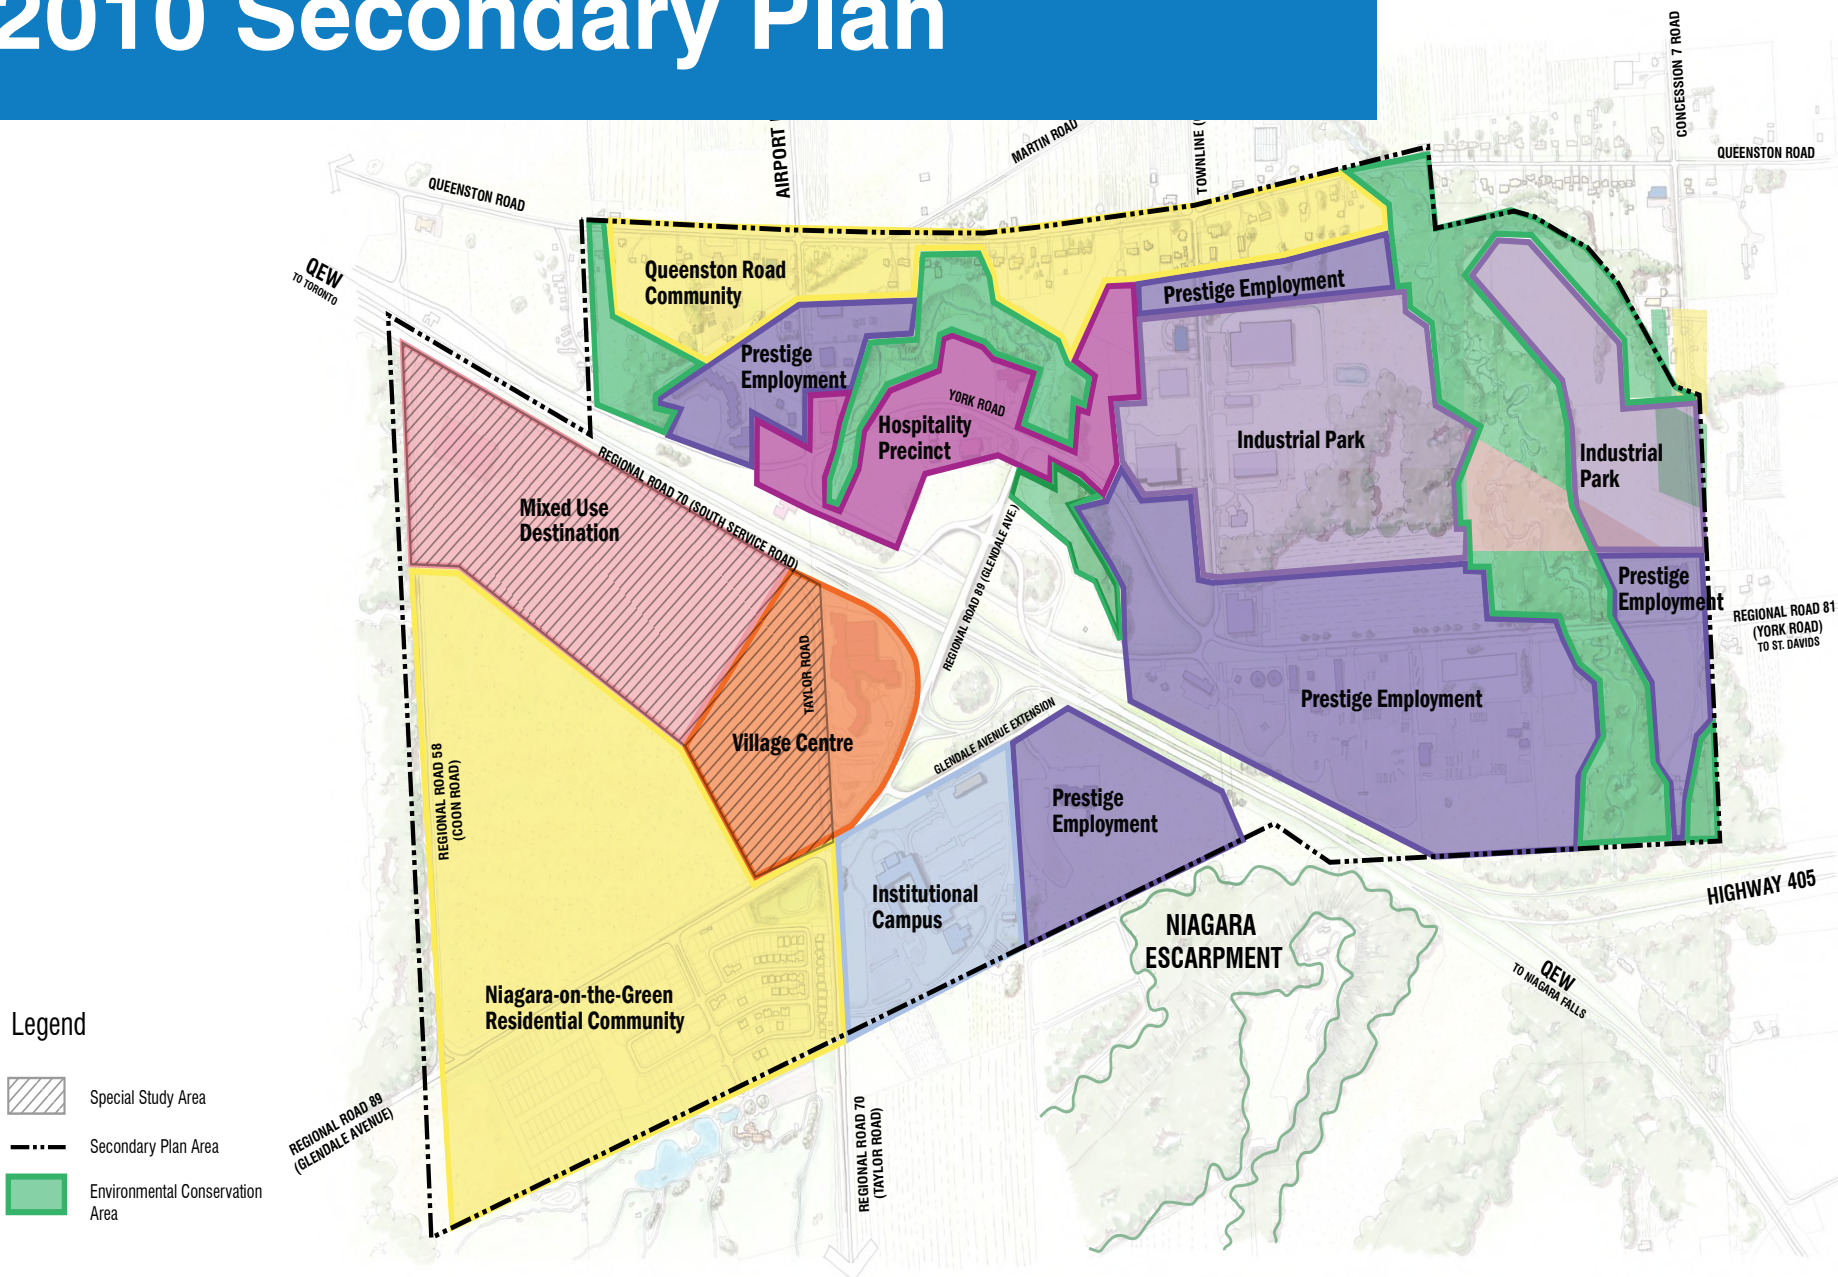 2010 Secondary Plan
CONCESSION 7 ROAD
AIRPORT
MARTIN ROAD
TOWNLINE
QUEENSTON ROAD
QUEENSTON ROAD
QEW
TO TORONTO
Queenston Road
Community
Prestige Employment
Prestige
Employment
YORK ROAD
Hospitality
Precinct
Industrial Park
Industrial
Park
REGIONAL ROAD 70 (SOUTH SERVICE ROAD)
Mixed Use
Destination
REGIONAL ROAD 89 (GLENDALE AVE.)
Prestige
Employment
REGIONAL ROAD 81
(YORK ROAD)
TO ST. DAVIDS
TAYLOR ROAD
Prestige Employment
Village Centre
GLENDALE AVENUE EXTENSION
REGIONAL ROAD 58
(COON ROAD)
Prestige
Employment
Institutional
Campus
HIGHWAY 405
NIAGARA
ESCARPMENT
QEW
TO NIAGARA FALLS
Niagara-on-the-Green
Residential Community
REGIONAL ROAD 89
(GLENDALE AVENUE)
REGIONAL ROAD 70
(TAYLOR ROAD)
Legend
Special Study Area
Secondary Plan Area
Environmental Conservation
Area